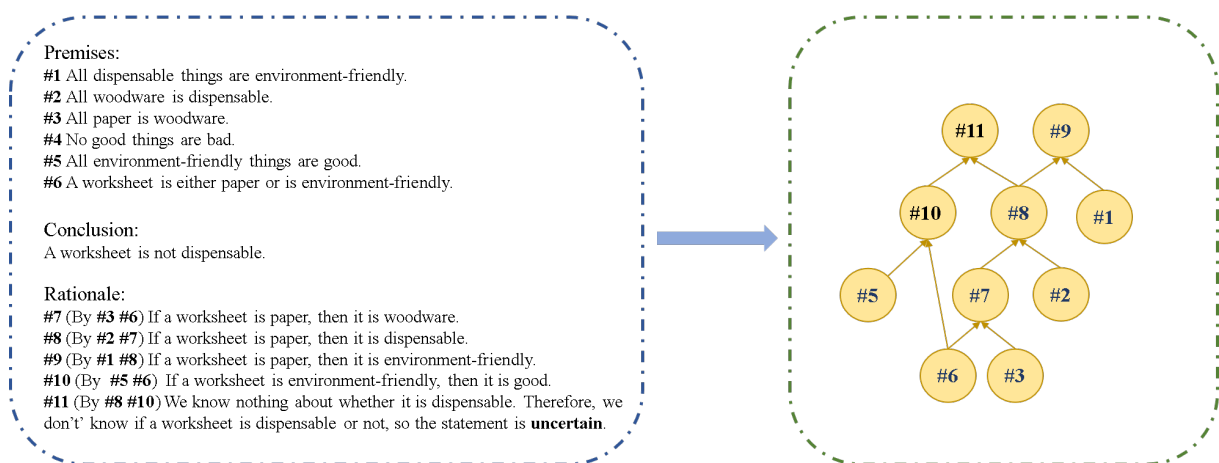 Premises:
#1 All dispensable things are environment-friendly.
#2 All woodware is dispensable.
#3 All paper is woodware.
#4 No good things are bad.
#5 All environment-friendly things are good.
#6 A worksheet is either paper or is environment-friendly.
Conclusion:
A worksheet is not dispensable.
Rationale:
#7 (By #3 #6) If a worksheet is paper, then it is woodware.
#8 (By #2 #7) If a worksheet is paper, then it is dispensable.
#9 (By #1 #8) If a worksheet is paper, then it is environment-friendly.
#10 (By #5 #6) If a worksheet is environment-friendly, then it is good.
#11 (By #8 #10) We know nothing about whether it is dispensable. Therefore, we
don't' know if a worksheet is dispensable or not, so the statement is uncertain.
#11 #9
#10 #8 #1
#5 #7 #2
#6 #3